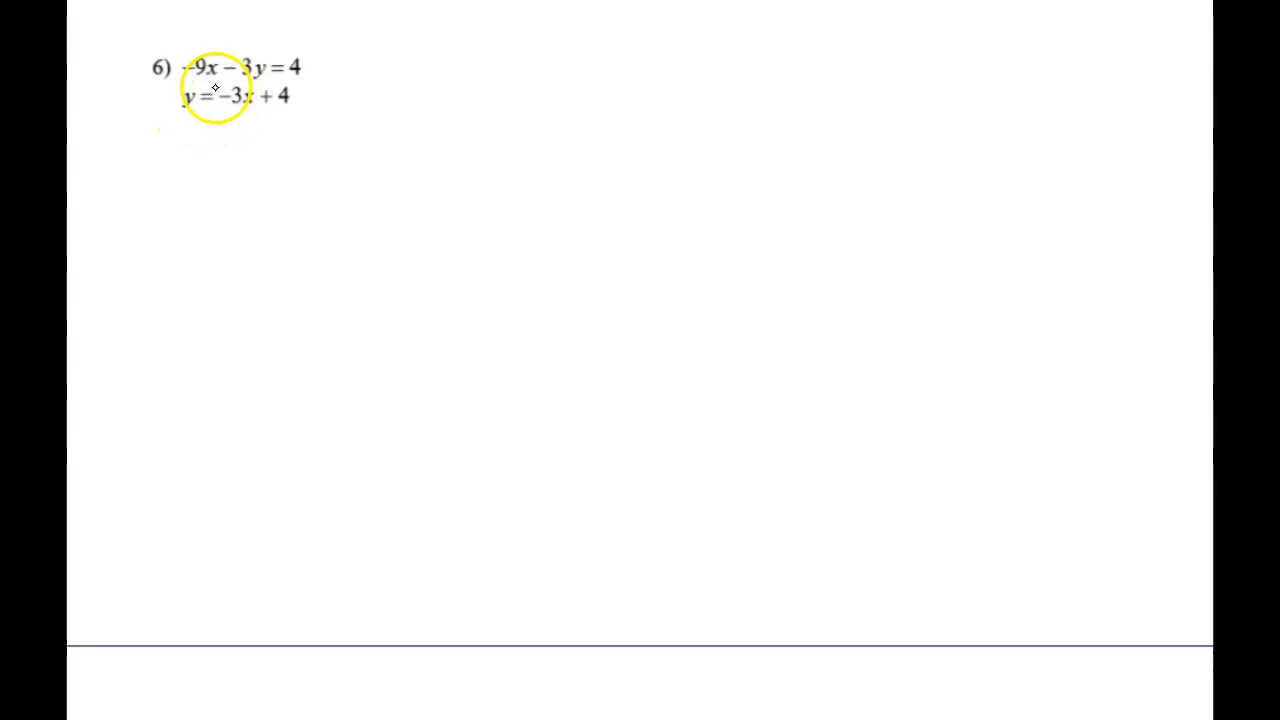 6) −9x − 3y = 4
y = −3x + 4